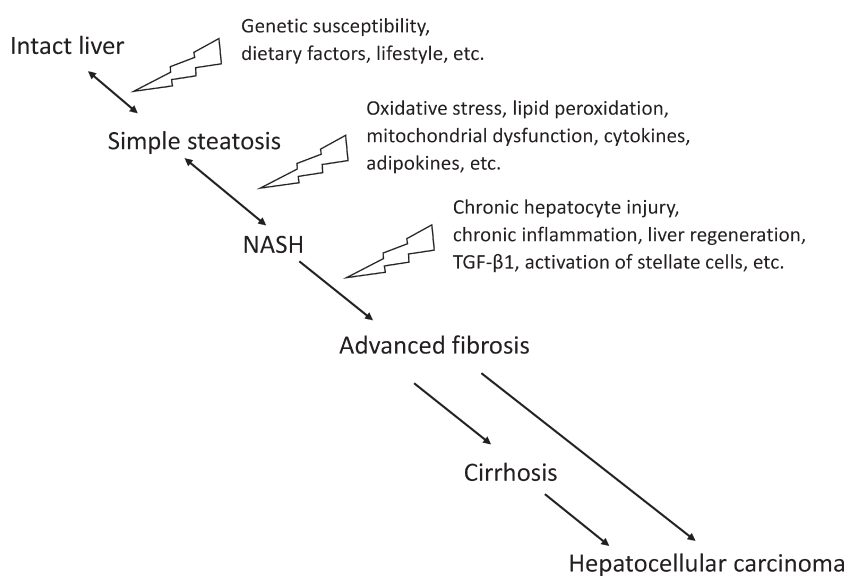 Genetic susceptibility,
Intact liver
dietary factors, lifestyle, etc.
Oxidative stress, lipid peroxidation,
Simple steatosis
mitochondrial dysfunction, cytokines,
adipokines, etc.
Chronic hepatocyte injury,
NASH
chronic inflammation, liver regeneration,
TGF-β1, activation of stellate cells, etc.
Advanced fibrosis
Cirrhosis
Hepatocellular carcinoma